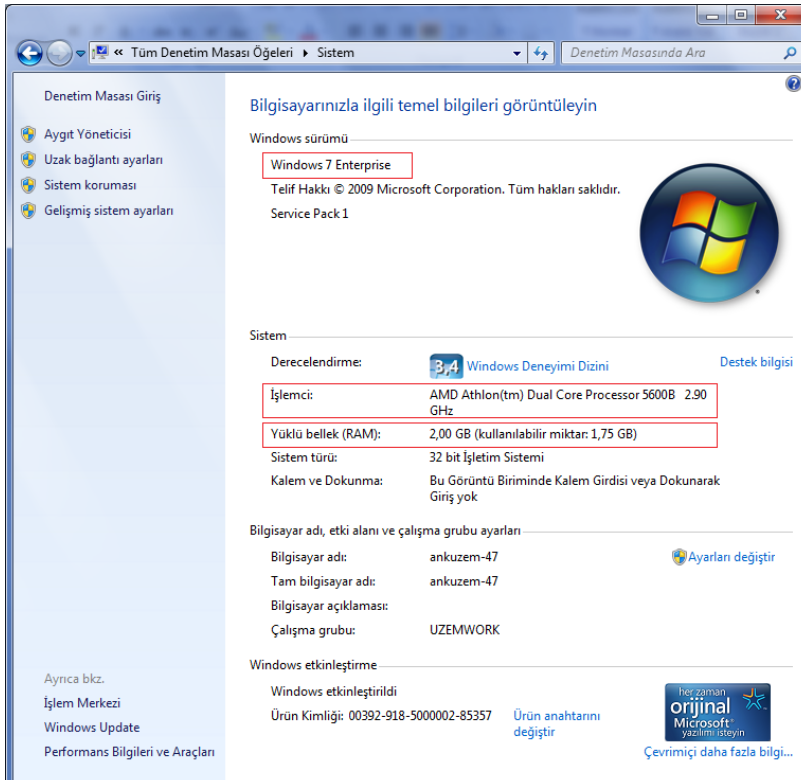 « Tüm Denetim Masası Öğeleri ▸ Sistem
Denetim Masasında Ara
Denetim Masası Giriş
Aygıt Yöneticisi
Uzak bağlantı ayarları
Sistem koruması
Gelişmiş sistem ayarları
Bilgisayarınızla ilgili temel bilgileri görüntüleyin
Windows sürümü
Windows 7 Enterprise
Telif Hakkı © 2009 Microsoft Corporation. Tüm hakları saklıdır.
Service Pack 1
Sistem
Derecelendirme: 3,4 Windows Deneyimi Dizini Destek bilgisi
İşlemci: AMD Athlon(tm) Dual Core Processor 5600B 2.90
GHz
Yüklü bellek (RAM): 2,00 GB (kullanılabilir miktar: 1,75 GB)
Sistem türü: 32 bit İşletim Sistemi
Kalem ve Dokunma: Bu Görüntü Biriminde Kalem Girdisi veya Dokunarak
Giriş yok
Bilgisayar adı, etki alanı ve çalışma grubu ayarları
Bilgisayar adı: ankuzem-47 Ayarları değiştir
Tam bilgisayar adı: ankuzem-47
Bilgisayar açıklaması:
Çalışma grubu: UZEMWORK
Windows etkinleştirme
Windows etkinleştirildi
Ürün Kimliği: 00392-918-5000002-85357 Ürün anahtarını
değiştir
her zaman
orijinal
Microsoft®
yazılımı isteyin
Çevrimiçi daha fazla bilgi...
Ayrıca bkz.
İşlem Merkezi
Windows Update
Performans Bilgileri ve Araçları